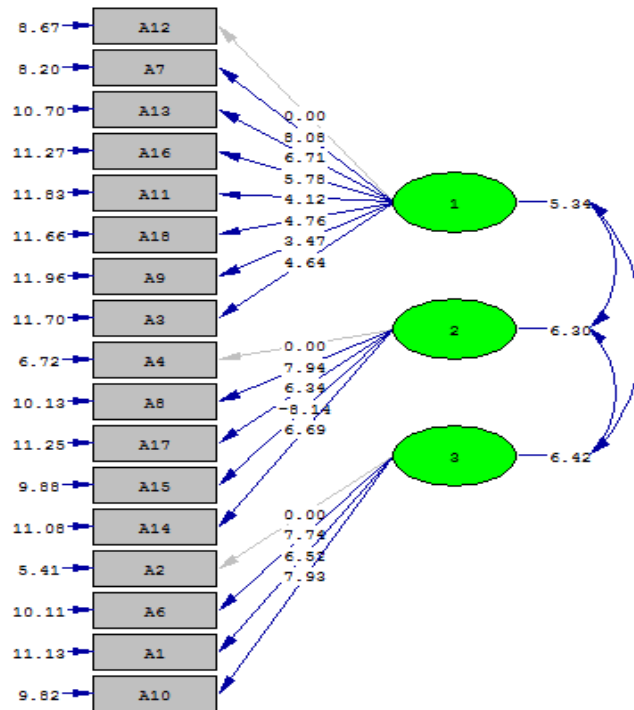 8.67 A12
8.20 A7
10.70 A13
11.27 A16
11.83 A11
11.66 A18
11.96 A9
11.70 A3
6.72 A4
10.13 A8
11.25 A17
9.88 A15
11.08 A14
5.41 A2
10.11 A6
11.13 A1
9.82 A10
0.00
8.08
6.71
5.78
4.12
4.76
3.47
4.64
0.00
7.94
6.34
-8.14
6.69
0.00
7.74
6.52
7.93
1 5.34
2 6.30
3 6.42